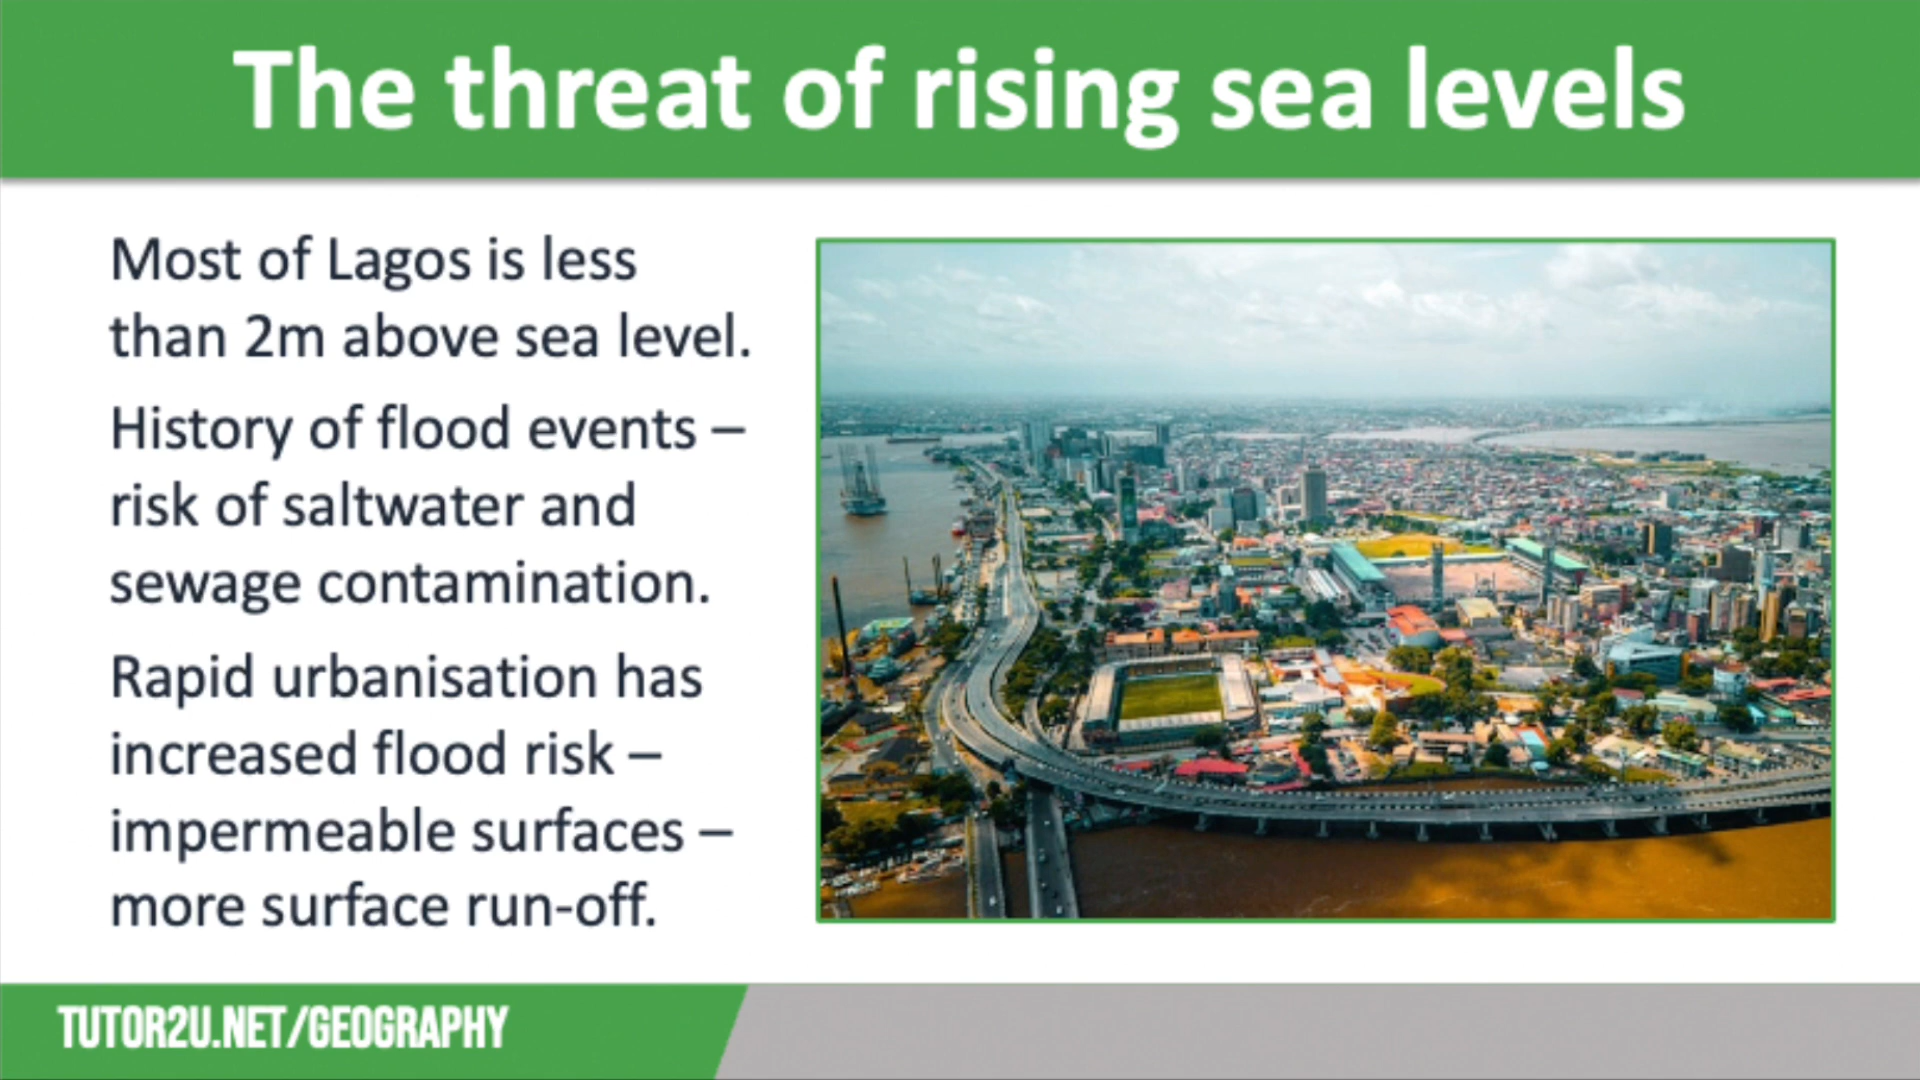 The threat of rising sea levels
Most of Lagos is less
than 2m above sea level.
History of flood events –
risk of saltwater and
sewage contamination.
Rapid urbanisation has
increased flood risk –
impermeable surfaces –
more surface run-off.
TUTOR2U.NET/GEOGRAPHY